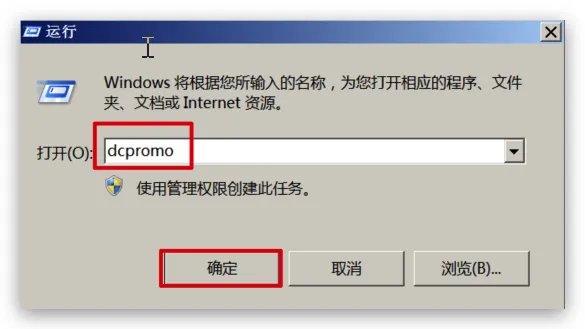 运行
Windows 将根据您所输入的名称，为您打开相应的程序、文件
夹、文档或 Internet 资源。
打开(O):
dcpromo
使用管理权限创建此任务。
确定
取消
浏览(B)...